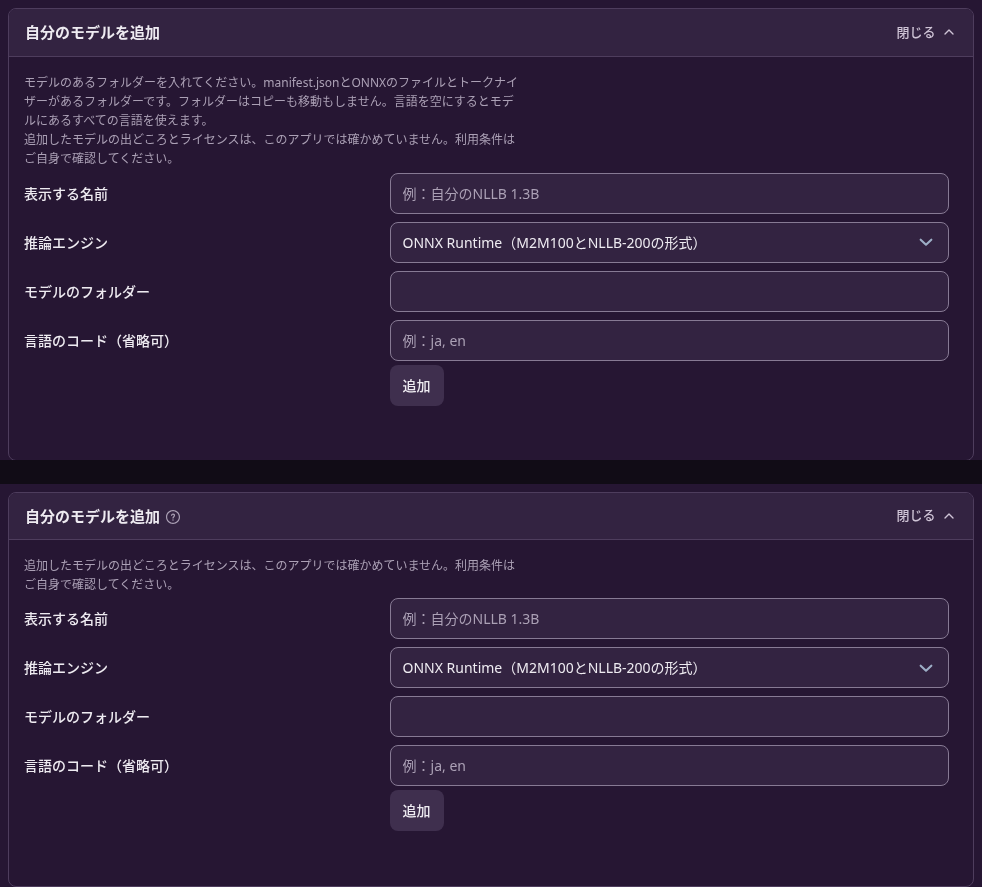 自分のモデルを追加
閉じる
モデルのあるフォルダーを入れてください。manifest.jsonとONNXのファイルとトークナイ
ザーがあるフォルダーです。フォルダーはコピーも移動もしません。言語を空にするとモデ
ルにあるすべての言語を使えます。
追加したモデルの出どころとライセンスは、このアプリでは確かめていません。利用条件は
ご自身で確認してください。
表示する名前
例：自分のNLLB 1.3B
推論エンジン
ONNX Runtime（M2M100とNLLB-200の形式）
モデルのフォルダー
言語のコード（省略可）
例：ja, en
追加
自分のモデルを追加 ?
閉じる
追加したモデルの出どころとライセンスは、このアプリでは確かめていません。利用条件は
ご自身で確認してください。
表示する名前
例：自分のNLLB 1.3B
推論エンジン
ONNX Runtime（M2M100とNLLB-200の形式）
モデルのフォルダー
言語のコード（省略可）
例：ja, en
追加